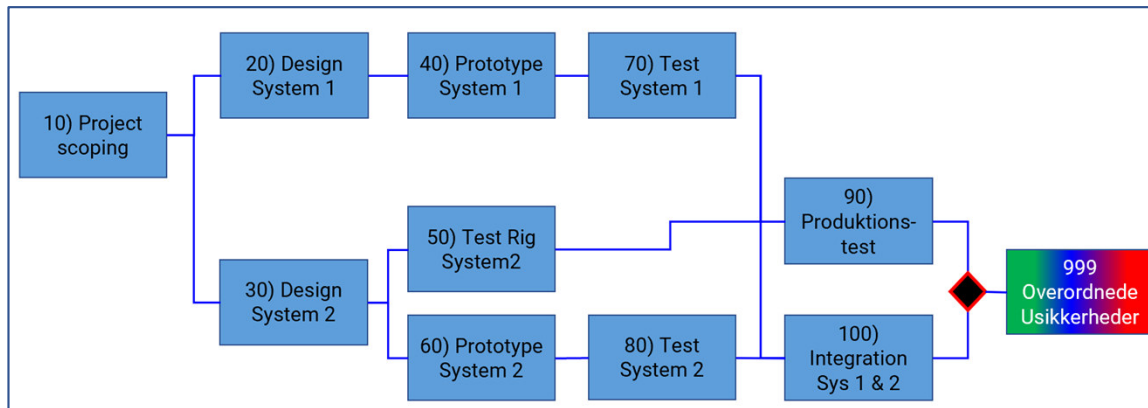 10) Project
scoping
20) Design
System 1
40) Prototype
System 1
70) Test
System 1
30) Design
System 2
50) Test Rig
System2
60) Prototype
System 2
80) Test
System 2
90)
Produktions-
test
100)
Integration
Sys 1 & 2
999
Overordnede
Usikkerheder